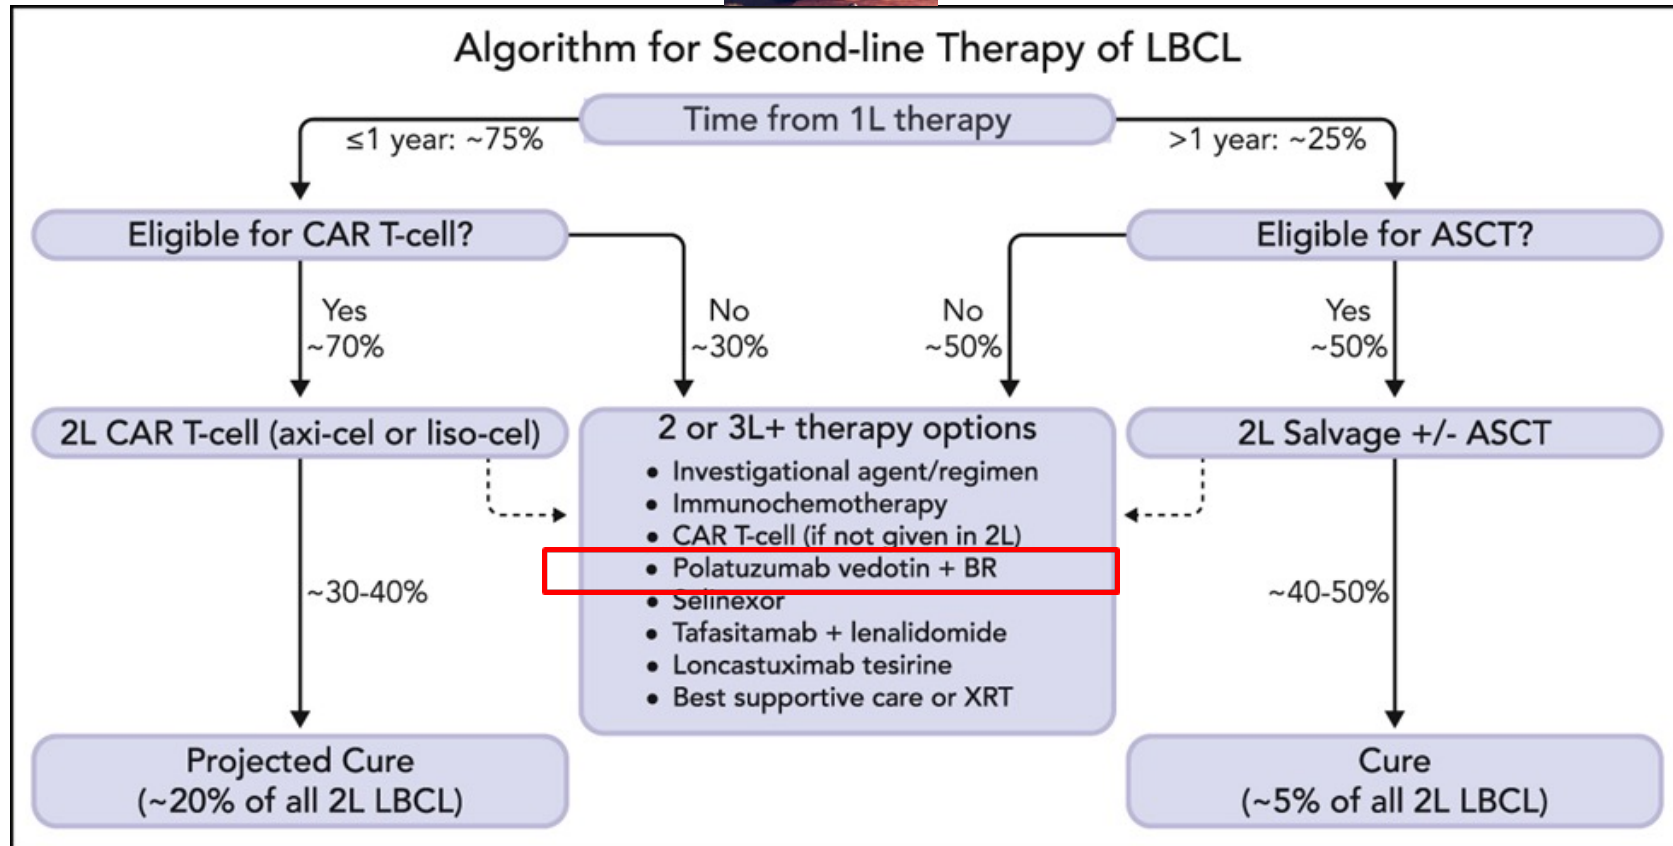 Algorithm for Second-line Therapy of LBCL
Time from 1L therapy
≤1 year: ~75%
>1 year: ~25%
Eligible for CAR T-cell?
Eligible for ASCT?
Yes
~70%
No
~30%
No
~50%
Yes
~50%
2L CAR T-cell (axi-cel or liso-cel)
2 or 3L+ therapy options
• Investigational agent/regimen
• Immunochemotherapy
• CAR T-cell (if not given in 2L)
• Polatuzumab vedotin + BR
• Selinexor
• Tafasitamab + lenalidomide
• Loncastuximab tesirine
• Best supportive care or XRT
2L Salvage +/- ASCT
~30-40%
~40-50%
Projected Cure
(~20% of all 2L LBCL)
Cure
(~5% of all 2L LBCL)